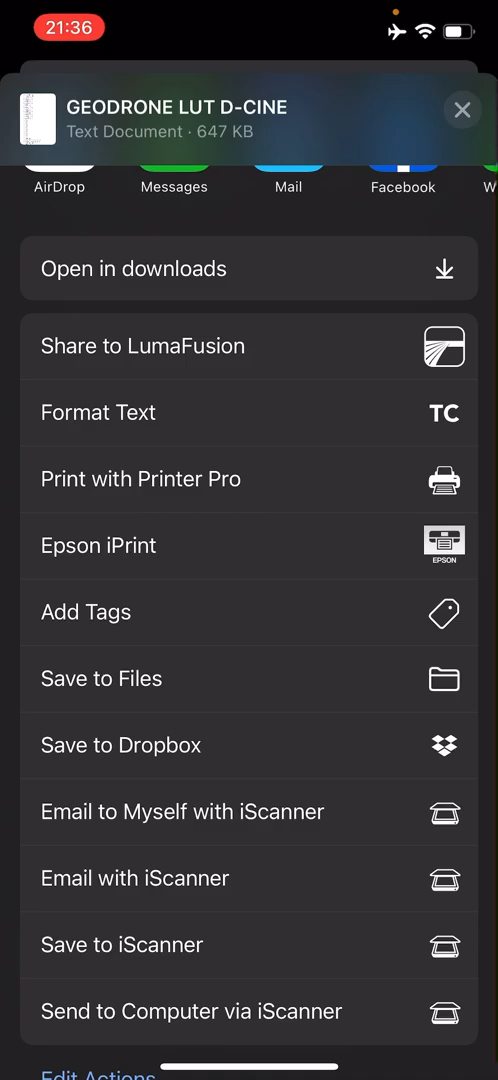 21:36
GEODRONE LUT D-CINE
Text Document · 647 KB
AirDrop
Messages
Mail
Facebook
W
Open in downloads
Share to LumaFusion
Format Text
TC
Print with Printer Pro
Epson iPrint
EPSON
Add Tags
Save to Files
Save to Dropbox
Email to Myself with iScanner
Email with iScanner
Save to iScanner
Send to Computer via iScanner
Edit Actions